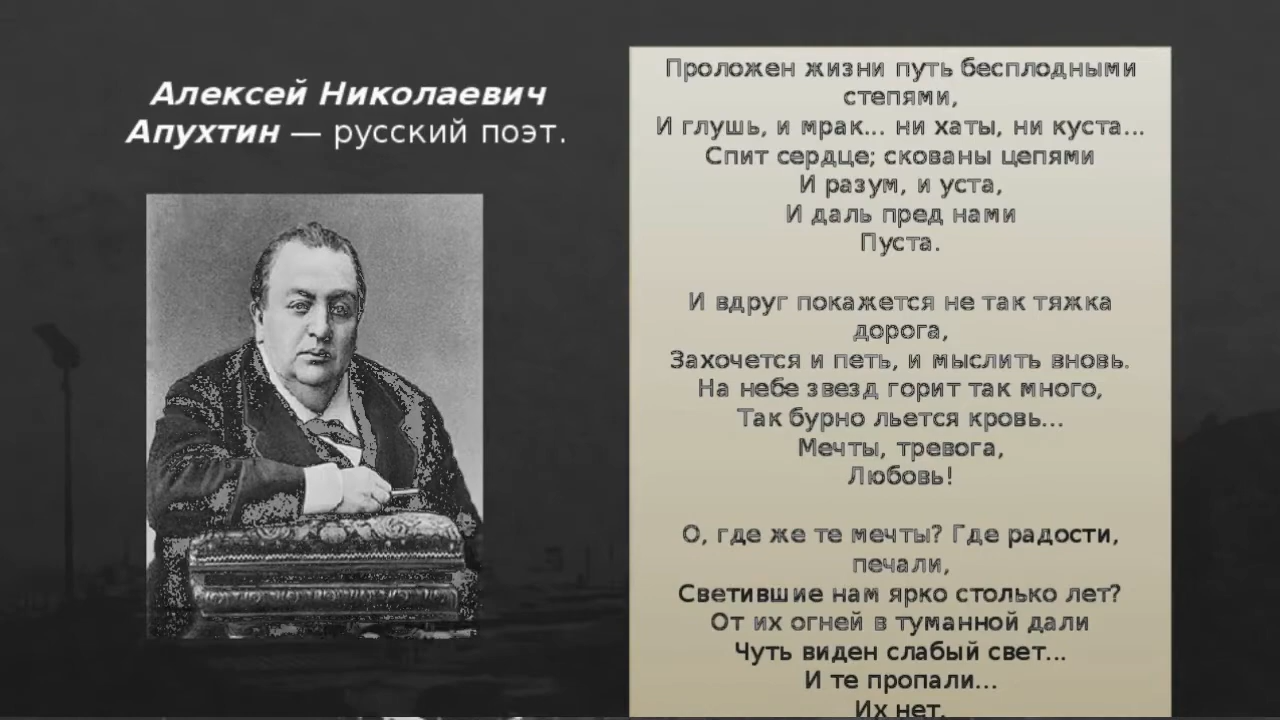 Алексей Николаевич
Апухтин — русский поэт.
Проложен жизни путь бесплодными
степями,
И глушь, и мрак... ни хаты, ни куста...
Спит сердце; скованы цепями
И разум, и уста,
И даль пред нами
Пуста.
И вдруг покажется не так тяжка
дорога,
Захочется и петь, и мыслить вновь.
На небе звезд горит так много,
Так бурно льется кровь...
Мечты, тревога,
Любовь!
О, где же те мечты? Где радости,
печали,
Светившие нам ярко столько лет?
От их огней в туманной дали
Чуть виден слабый свет...
И те пропали...
Их нет.